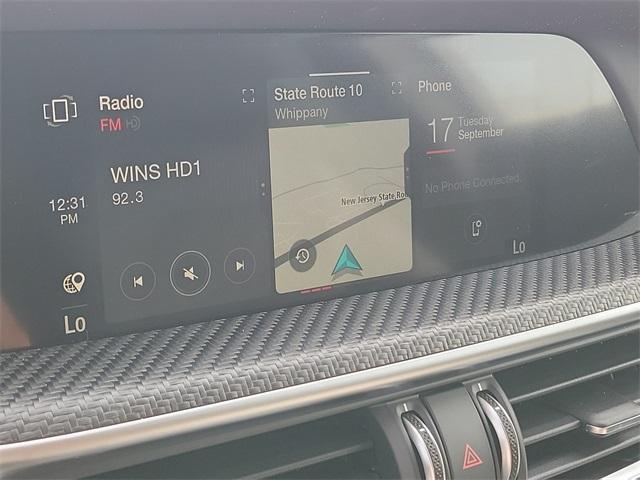 Radio
FM HD
WINS HD1
92.3
12:31
PM
Lo
State Route 10
Whippany
New Jersey State Ro
Phone
17 Tuesday
September
No Phone Connected.
Lo